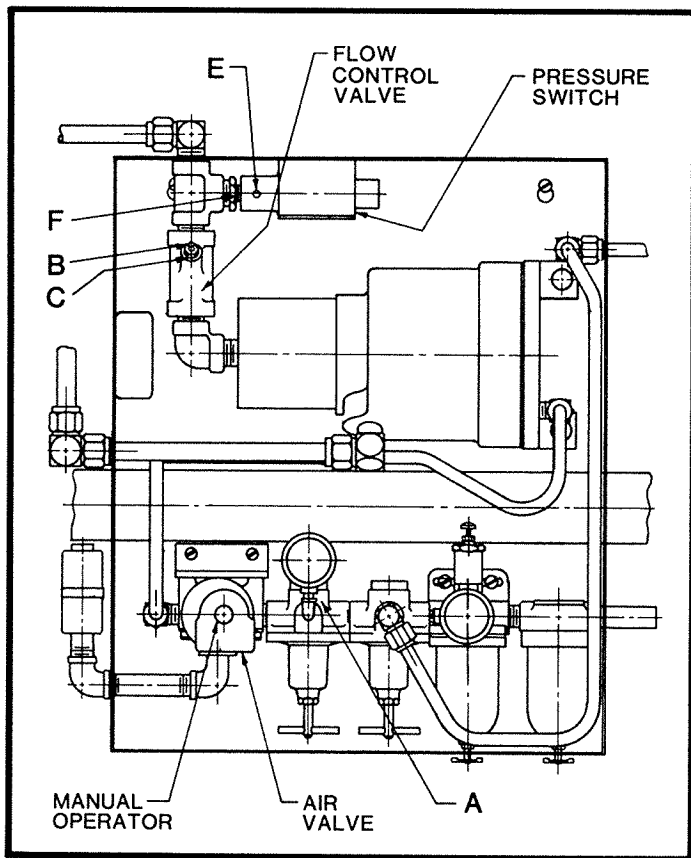 E
FLOW
CONTROL
VALVE
PRESSURE
SWITCH
F
B
C
MANUAL
OPERATOR
AIR
VALVE
A